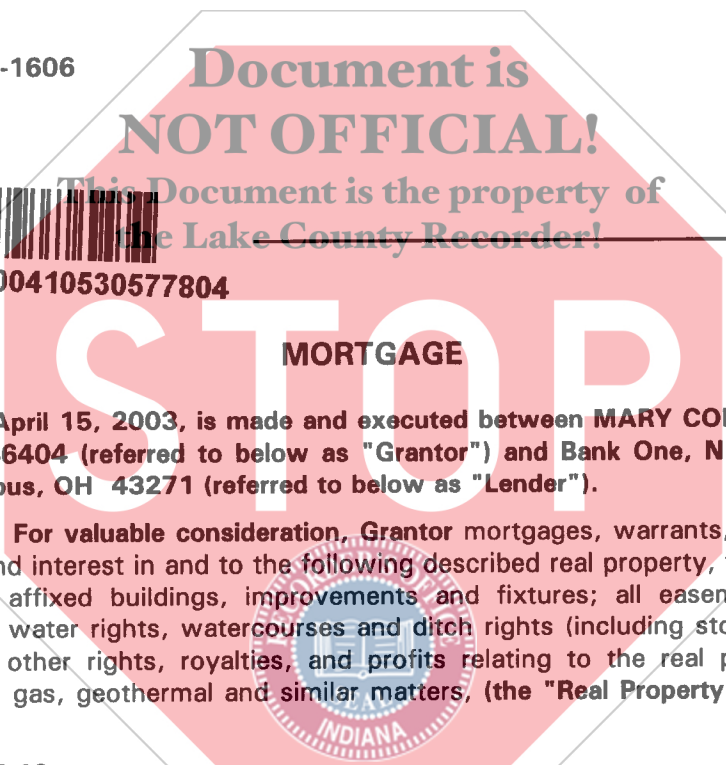 -1606
Document is
NOT OFFICIAL!
This Document is the property of
the Lake County Recorder!
00410530577804
STOP
MORTGAGE
April 15, 2003, is made and executed between MARY CO
6404 (referred to below as "Grantor") and Bank One, N
bus, OH 43271 (referred to below as "Lender").
For valuable consideration, Grantor mortgages, warrants,
nd interest in and to the following described real property,
affixed buildings, improvements and fixtures; all easem
water rights, watercourses and ditch rights (including sto
other rights, royalties, and profits relating to the real p
gas, geothermal and similar matters, (the "Real Property
INDIANA